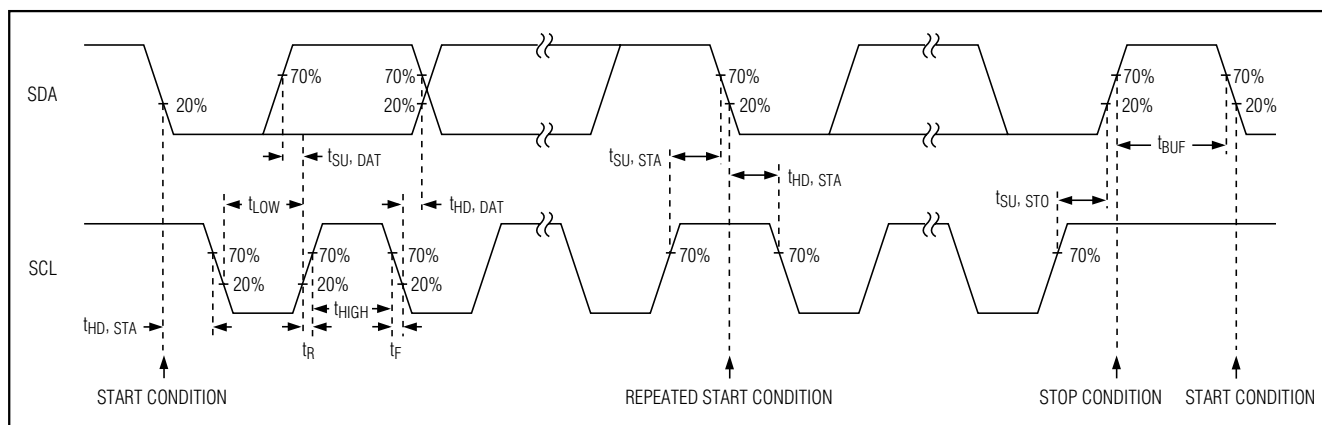 SDA
20%
70%
70%
20%
70%
20%
70%
20%
70%
20%
tSU, DAT
tHD, DAT
tSU, STA
tHD, STA
tBUF
tSU, STO
tLOW
SCL
70%
20%
70%
20%
70%
20%
70%
70%
70%
tHIGH
tHD, STA
tR
tF
START CONDITION
REPEATED START CONDITION
STOP CONDITION
START CONDITION